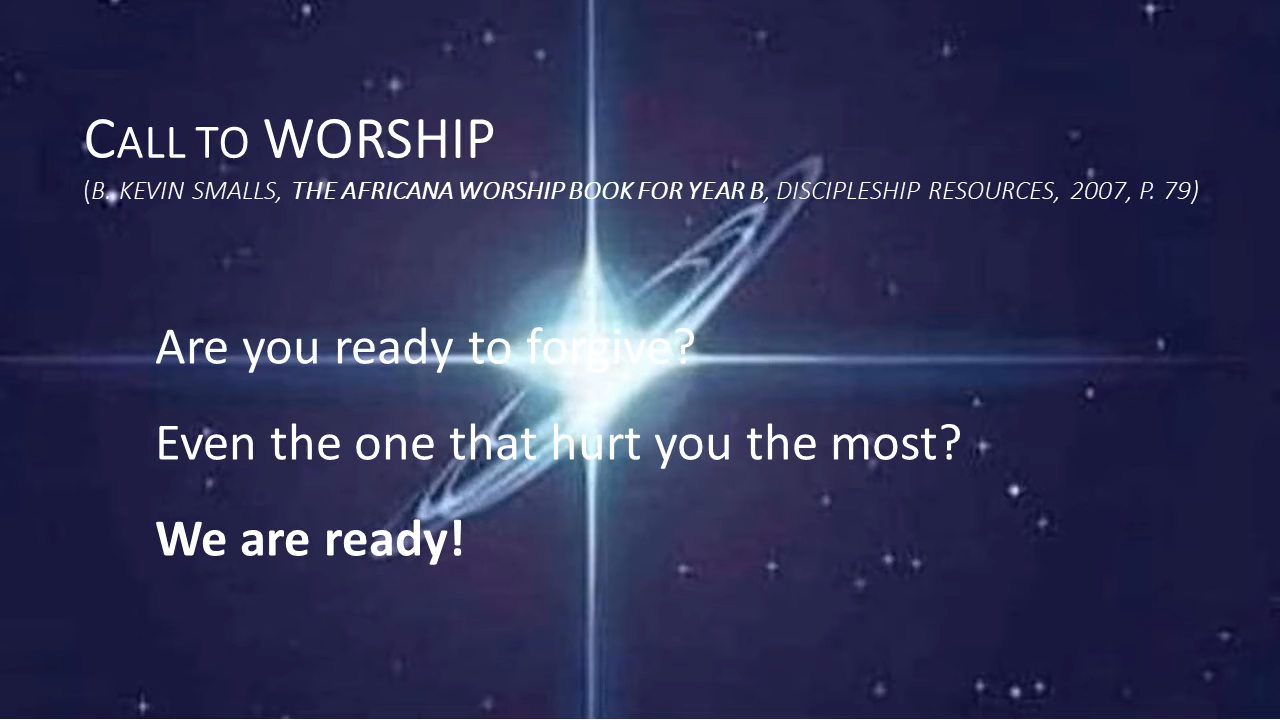 CALL TO WORSHIP
(B. KEVIN SMALLS, THE AFRICANA WORSHIP BOOK FOR YEAR B, DISCIPLESHIP RESOURCES, 2007, P. 79)
Are you ready to forgive?
Even the one that hurt you the most?
We are ready!